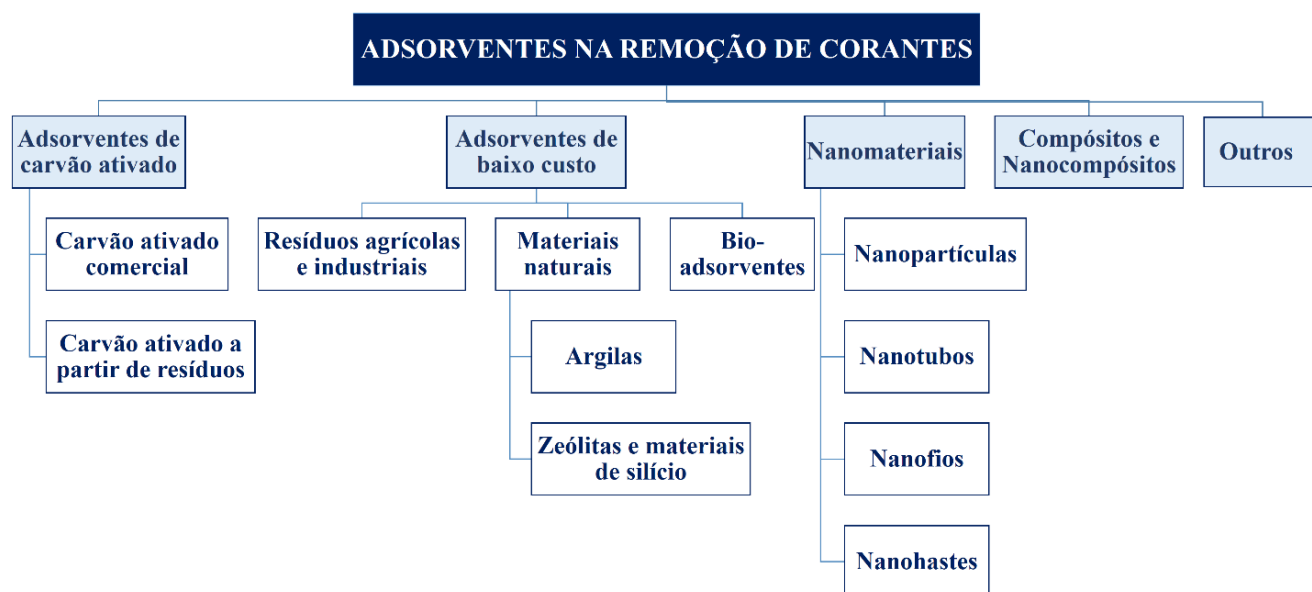 ADSORVENTES NA REMOÇÃO DE CORANTES
Adsorventes de
carvão ativado
Adsorventes de
baixo custo
Nanomateriais
Compósitos e
Nanocompósitos
Outros
Carvão ativado
comercial
Carvão ativado a
partir de resíduos
Resíduos agrícolas
e industriais
Materiais
naturais
Bio-
adsorventes
Argilas
Zeólitas e materiais
de silício
Nanopartículas
Nanotubos
Nanofios
Nanohastes